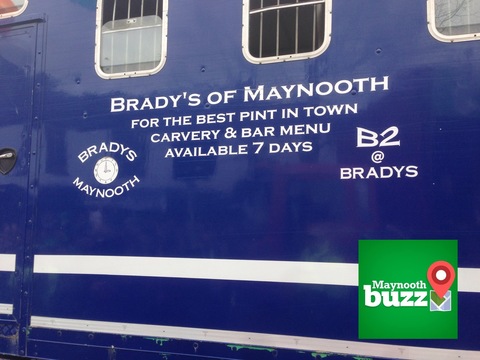 BRADY'S OF MAYNOOTH
FOR THE BEST PINT IN TOWN
CARVERY & BAR MENU
AVAILABLE 7 DAYS
BRADYS
MAYNOOTH
B2
@
BRADYS
Maynooth
buzz